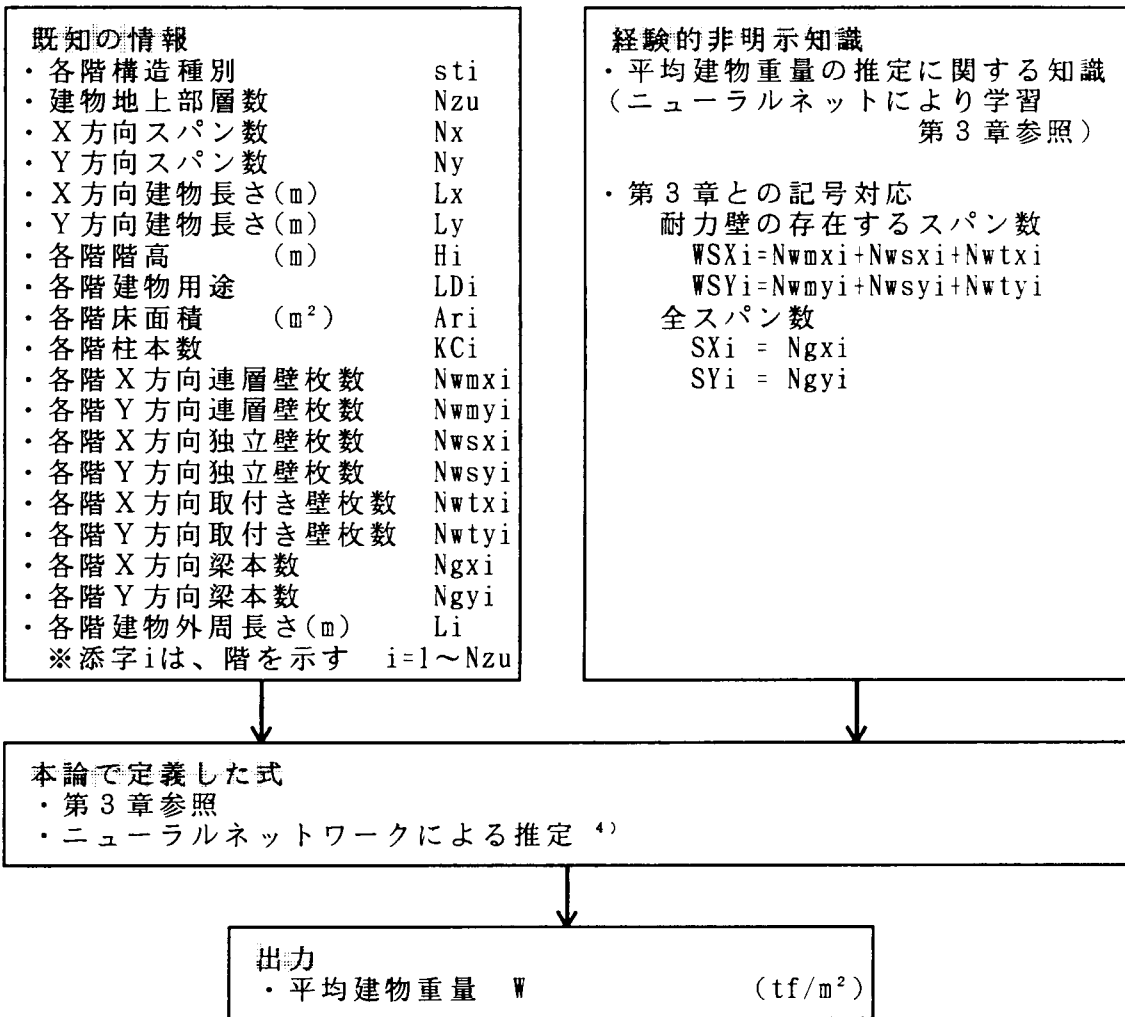 既知の情報
・各階構造種別 sti
・建物地上部層数 Nzu
・X方向スパン数 Nx
・Y方向スパン数 Ny
・X方向建物長さ(m) Lx
・Y方向建物長さ(m) Ly
・各階階高 (m) Hi
・各階建物用途 LDi
・各階床面積 (m²) Ari
・各階柱本数 KCi
・各階X方向連層壁枚数 Nwmxi
・各階Y方向連層壁枚数 Nwmyi
・各階X方向独立壁枚数 Nwsxi
・各階Y方向独立壁枚数 Nwsyi
・各階X方向取付き壁枚数 Nwtxi
・各階Y方向取付き壁枚数 Nwtyi
・各階X方向梁本数 Ngxi
・各階Y方向梁本数 Ngyi
・各階建物外周長さ(m) Li
※添字iは、階を示す i=1~Nzu
経験的非明示知識
・平均建物重量の推定に関する知識
(ニューラルネットにより学習
第3章参照)
・第3章との記号対応
耐力壁の存在するスパン数
WSXi=Nwmxi+Nwsxi+Nwtxi
WSYi=Nwmyi+Nwsyi+Nwtyi
全スパン数
SXi = Ngxi
SYi = Ngyi
本論で定義した式
・第3章参照
・ニューラルネットワークによる推定 ⁴⁾
出力
・平均建物重量 W (tf/m²)